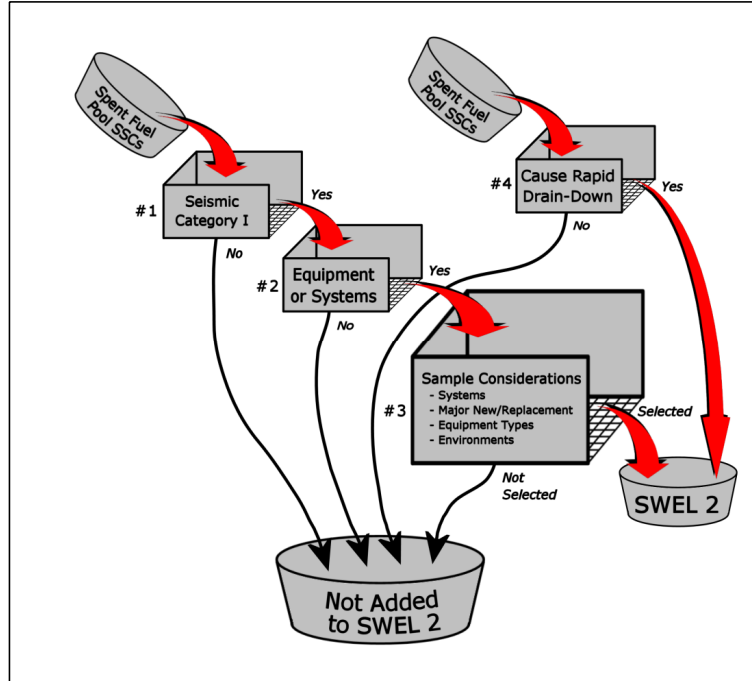 Spent Fuel
Pool SSCs
#1
Seismic
Category I
Yes
No
#2
Equipment
or Systems
Yes
No
#3
Sample Considerations
- Systems
- Major New/Replacement
- Equipment Types
- Environments
Selected
Not
Selected
Spent Fuel
Pool SSCs
#4
Cause Rapid
Drain-Down
Yes
No
SWEL 2
Not Added
to SWEL 2